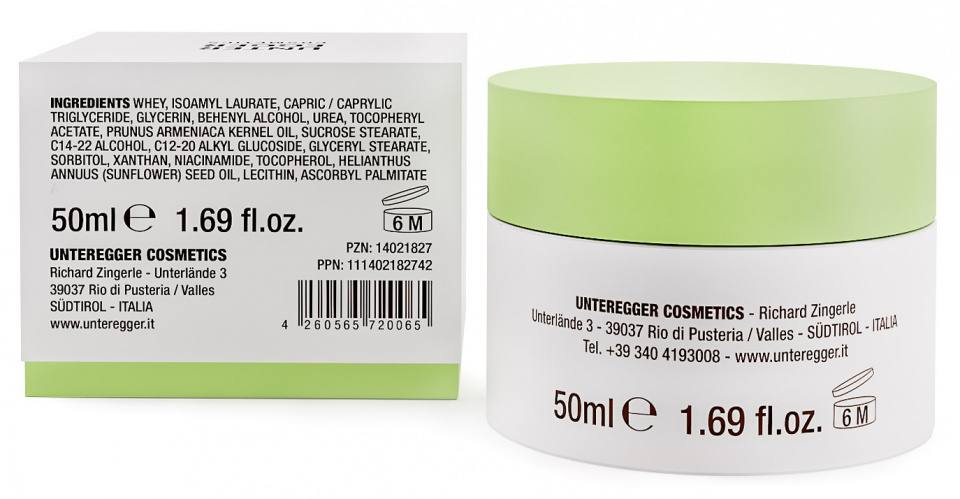 UNTER
INGREDIENTS WHEY, ISOAMYL LAURATE, CAPRIC / CAPRYLIC
TRIGLYCERIDE, GLYCERIN, BEHENYL ALCOHOL, UREA, TOCOPHERYL
ACETATE, PRUNUS ARMENIACA KERNEL OIL, SUCROSE STEARATE,
C14-22 ALCOHOL, C12-20 ALKYL GLUCOSIDE, GLYCERYL STEARATE,
SORBITOL, XANTHAN, NIACINAMIDE, TOCOPHEROL, HELIANTHUS
ANNUUS (SUNFLOWER) SEED OIL, LECITHIN, ASCORBYL PALMITATE
50ml ℮ 1.69 fl.oz.
6 M
UNTEREGGER COSMETICS
Richard Zingerle - Unterlände 3
39037 Rio di Pusteria / Valles
SÜDTIROL - ITALIA
www.unteregger.it
PZN: 14021827
PPN: 111402182742
4 260565 720065
UNTEREGGER COSMETICS - Richard Zingerle
Unterlände 3 - 39037 Rio di Pusteria / Valles - SÜDTIROL - ITALIA
Tel. +39 340 4193008 - www.unteregger.it
50ml ℮ 1.69 fl.oz.
6 M